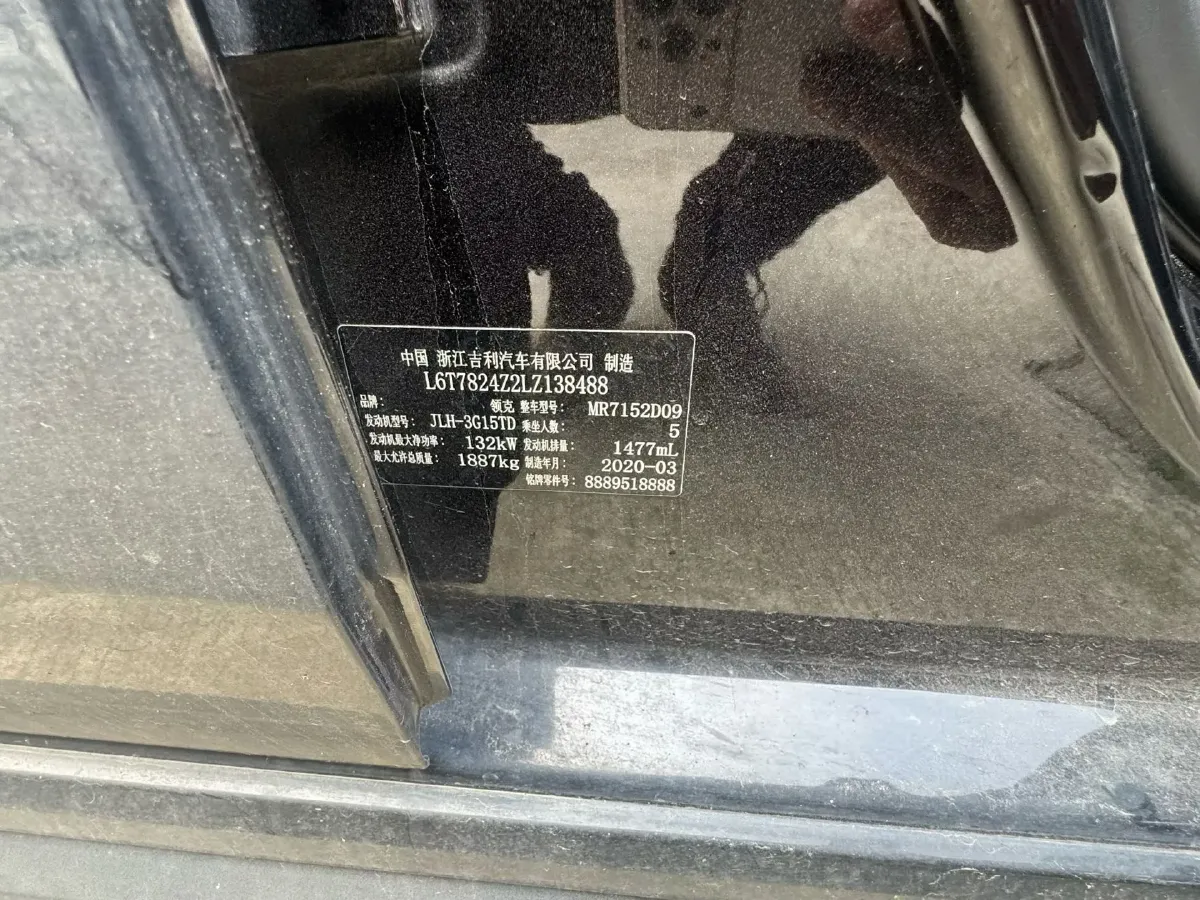 中国 浙江吉利汽车有限公司 制造
L6T7824Z2LZ138488
品牌： 领克 整车型号： MR7152D09
发动机型号： JLH-3G15TD 乘坐人数： 5
发动机最大净功率： 132kW 发动机排量： 1477mL
最大允许总质量： 1887kg 制造年月： 2020-03
铭牌零件号： 8889518888